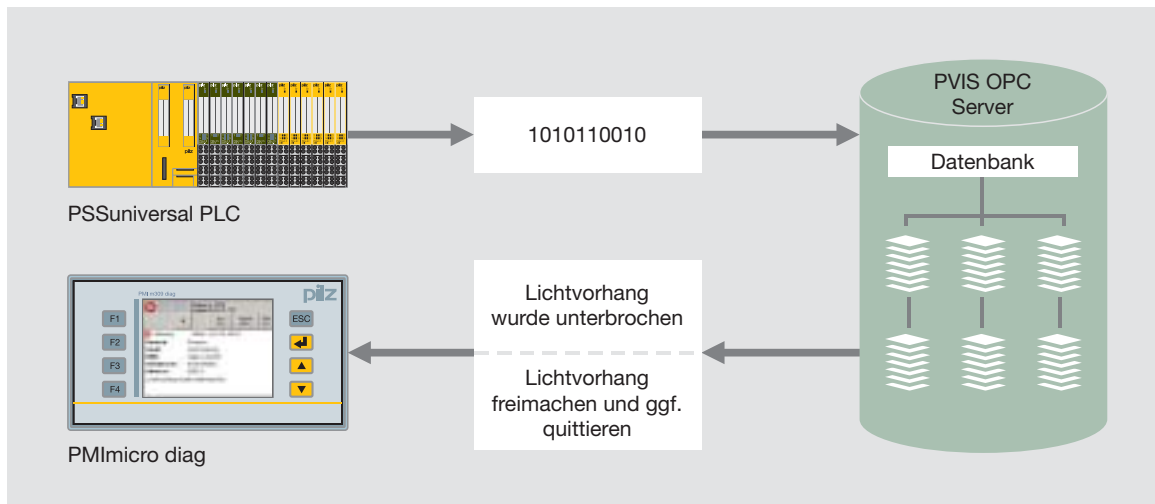 PVIS OPC
Server
1010110010
Datenbank
PSSuniversal PLC
Lichtvorhang
wurde unterbrochen
Lichtvorhang
freimachen und ggf.
quittieren
pilz
F1
F2
F3
F4
ESC
PMImicro diag